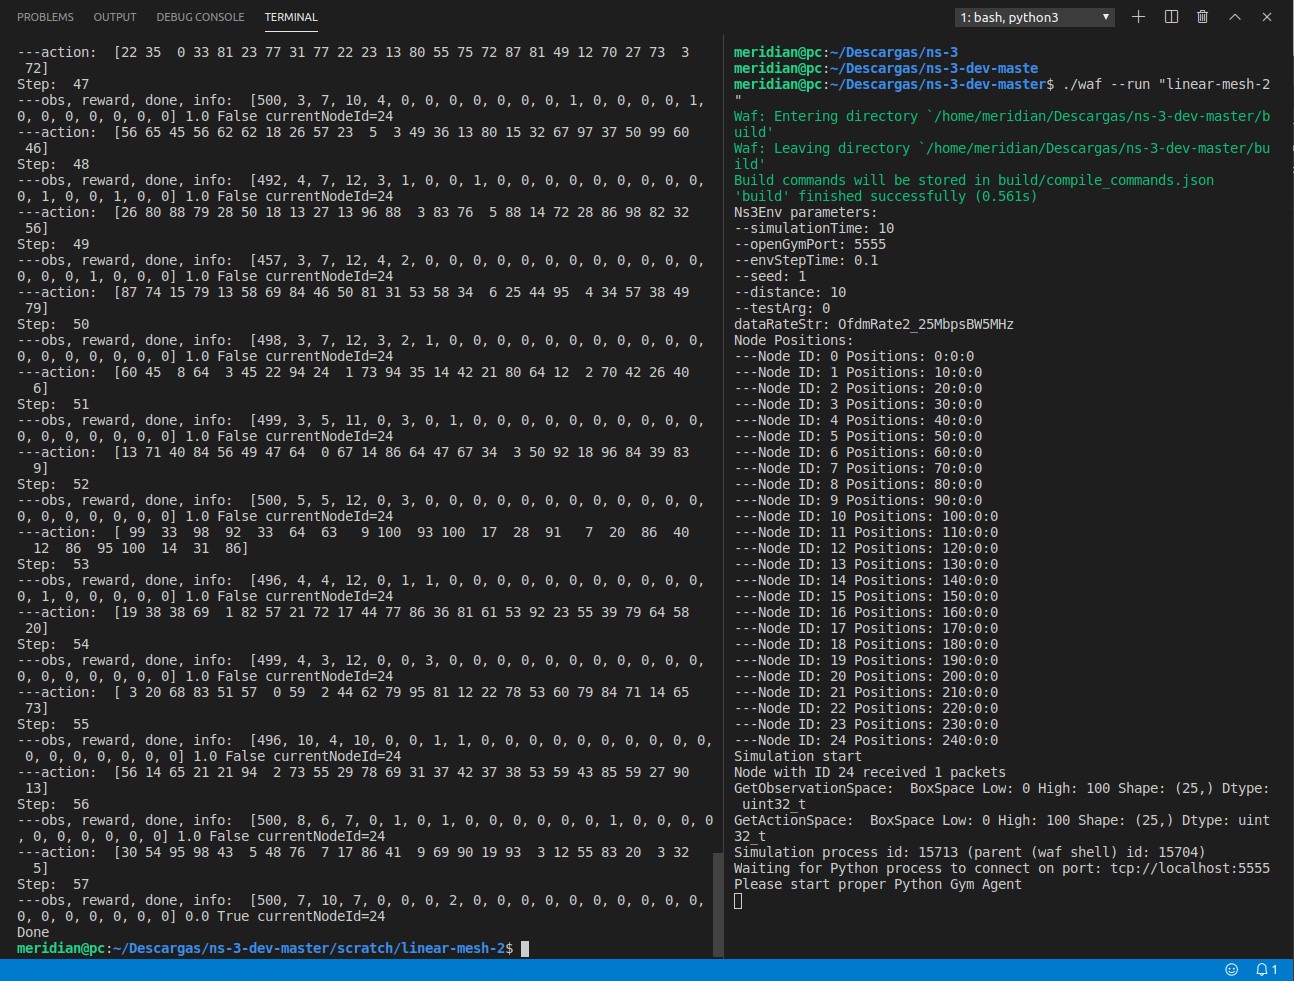 PROBLEMS OUTPUT DEBUG CONSOLE TERMINAL 1: bash, python3
---action:  [22 35  0 33 81 23 77 31 77 22 23 13 80 55 75 72 87 81 49 12 70 27 73  3
 72]
Step:  47
---obs, reward, done, info:  [500, 3, 7, 10, 4, 0, 0, 0, 0, 0, 0, 0, 1, 0, 0, 0, 0, 1,
0, 0, 0, 0, 0, 0, 0] 1.0 False currentNodeId=24
---action:  [56 65 45 56 62 62 18 26 57 23  5  3 49 36 13 80 15 32 67 97 37 50 99 60
 46]
Step:  48
---obs, reward, done, info:  [492, 4, 7, 12, 3, 1, 0, 0, 1, 0, 0, 0, 0, 0, 0, 0, 0, 0,
0, 1, 0, 0, 1, 0, 0] 1.0 False currentNodeId=24
---action:  [26 80 88 79 28 50 18 13 27 13 96 88  3 83 76  5 88 14 72 28 86 98 82 32
 56]
Step:  49
---obs, reward, done, info:  [457, 3, 7, 12, 4, 2, 0, 0, 0, 0, 0, 0, 0, 0, 0, 0, 0, 0,
0, 0, 0, 1, 0, 0, 0] 1.0 False currentNodeId=24
---action:  [87 74 15 79 13 58 69 84 46 50 81 31 53 58 34  6 25 44 95  4 34 57 38 49
 79]
Step:  50
---obs, reward, done, info:  [498, 3, 7, 12, 3, 2, 1, 0, 0, 0, 0, 0, 0, 0, 0, 0, 0, 0,
0, 0, 0, 0, 0, 0, 0] 1.0 False currentNodeId=24
---action:  [60 45  8 64  3 45 22 94 24  1 73 94 35 14 42 21 80 64 12  2 70 42 26 40
  6]
Step:  51
---obs, reward, done, info:  [499, 3, 5, 11, 0, 3, 0, 1, 0, 0, 0, 0, 0, 0, 0, 0, 0, 0,
0, 0, 0, 0, 0, 0, 0] 1.0 False currentNodeId=24
---action:  [13 71 40 84 56 49 47 64  0 67 14 86 64 47 67 34  3 50 92 18 96 84 39 83
  9]
Step:  52
---obs, reward, done, info:  [500, 5, 5, 12, 0, 3, 0, 0, 0, 0, 0, 0, 0, 0, 0, 0, 0, 0,
0, 0, 0, 0, 0, 0, 0] 1.0 False currentNodeId=24
---action:  [ 99  33  98  92  33  64  63   9 100  93 100  17  28  91   7  20  86  40
  12  86  95 100  14  31  86]
Step:  53
---obs, reward, done, info:  [496, 4, 4, 12, 0, 1, 1, 0, 0, 0, 0, 0, 0, 0, 0, 0, 0, 0,
0, 1, 0, 0, 0, 0, 0] 1.0 False currentNodeId=24
---action:  [19 38 38 69  1 82 57 21 72 17 44 77 86 36 81 61 53 92 23 55 39 79 64 58
 20]
Step:  54
---obs, reward, done, info:  [499, 4, 3, 12, 0, 0, 3, 0, 0, 0, 0, 0, 0, 0, 0, 0, 0, 0,
0, 0, 0, 0, 0, 0, 0] 1.0 False currentNodeId=24
---action:  [ 3 20 68 83 51 57  0 59  2 44 62 79 95 81 12 22 78 53 60 79 84 71 14 65
 73]
Step:  55
---obs, reward, done, info:  [496, 10, 4, 10, 0, 0, 1, 1, 0, 0, 0, 0, 0, 0, 0, 0, 0, 0,
 0, 0, 0, 0, 0, 0, 0] 1.0 False currentNodeId=24
---action:  [56 14 65 21 21 94  2 73 55 29 78 69 31 37 42 37 38 53 59 43 85 59 27 90
 13]
Step:  56
---obs, reward, done, info:  [500, 8, 6, 7, 0, 1, 0, 1, 0, 0, 0, 0, 0, 0, 1, 0, 0, 0, 0
, 0, 0, 0, 0, 0, 0] 1.0 False currentNodeId=24
---action:  [30 54 95 98 43  5 48 76  7 17 86 41  9 69 90 19 93  3 12 55 83 20  3 32
  5]
Step:  57
---obs, reward, done, info:  [500, 7, 10, 7, 0, 0, 0, 2, 0, 0, 0, 0, 0, 0, 0, 0, 0, 0,
0, 0, 0, 0, 0, 0, 0] 0.0 True currentNodeId=24
Done
meridian@pc:~/Descargas/ns-3-dev-master/scratch/linear-mesh-2$
meridian@pc:~/Descargas/ns-3
meridian@pc:~/Descargas/ns-3-dev-maste
meridian@pc:~/Descargas/ns-3-dev-master$ ./waf --run "linear-mesh-2
"
Waf: Entering directory `/home/meridian/Descargas/ns-3-dev-master/b
uild'
Waf: Leaving directory `/home/meridian/Descargas/ns-3-dev-master/bu
ild'
Build commands will be stored in build/compile_commands.json
'build' finished successfully (0.561s)
Ns3Env parameters:
--simulationTime: 10
--openGymPort: 5555
--envStepTime: 0.1
--seed: 1
--distance: 10
--testArg: 0
dataRateStr: OfdmRate2_25MbpsBW5MHz
Node Positions:
---Node ID: 0 Positions: 0:0:0
---Node ID: 1 Positions: 10:0:0
---Node ID: 2 Positions: 20:0:0
---Node ID: 3 Positions: 30:0:0
---Node ID: 4 Positions: 40:0:0
---Node ID: 5 Positions: 50:0:0
---Node ID: 6 Positions: 60:0:0
---Node ID: 7 Positions: 70:0:0
---Node ID: 8 Positions: 80:0:0
---Node ID: 9 Positions: 90:0:0
---Node ID: 10 Positions: 100:0:0
---Node ID: 11 Positions: 110:0:0
---Node ID: 12 Positions: 120:0:0
---Node ID: 13 Positions: 130:0:0
---Node ID: 14 Positions: 140:0:0
---Node ID: 15 Positions: 150:0:0
---Node ID: 16 Positions: 160:0:0
---Node ID: 17 Positions: 170:0:0
---Node ID: 18 Positions: 180:0:0
---Node ID: 19 Positions: 190:0:0
---Node ID: 20 Positions: 200:0:0
---Node ID: 21 Positions: 210:0:0
---Node ID: 22 Positions: 220:0:0
---Node ID: 23 Positions: 230:0:0
---Node ID: 24 Positions: 240:0:0
Simulation start
Node with ID 24 received 1 packets
GetObservationSpace:  BoxSpace Low: 0 High: 100 Shape: (25,) Dtype:
 uint32_t
GetActionSpace:  BoxSpace Low: 0 High: 100 Shape: (25,) Dtype: uint
32_t
Simulation process id: 15713 (parent (waf shell) id: 15704)
Waiting for Python process to connect on port: tcp://localhost:5555
Please start proper Python Gym Agent
1